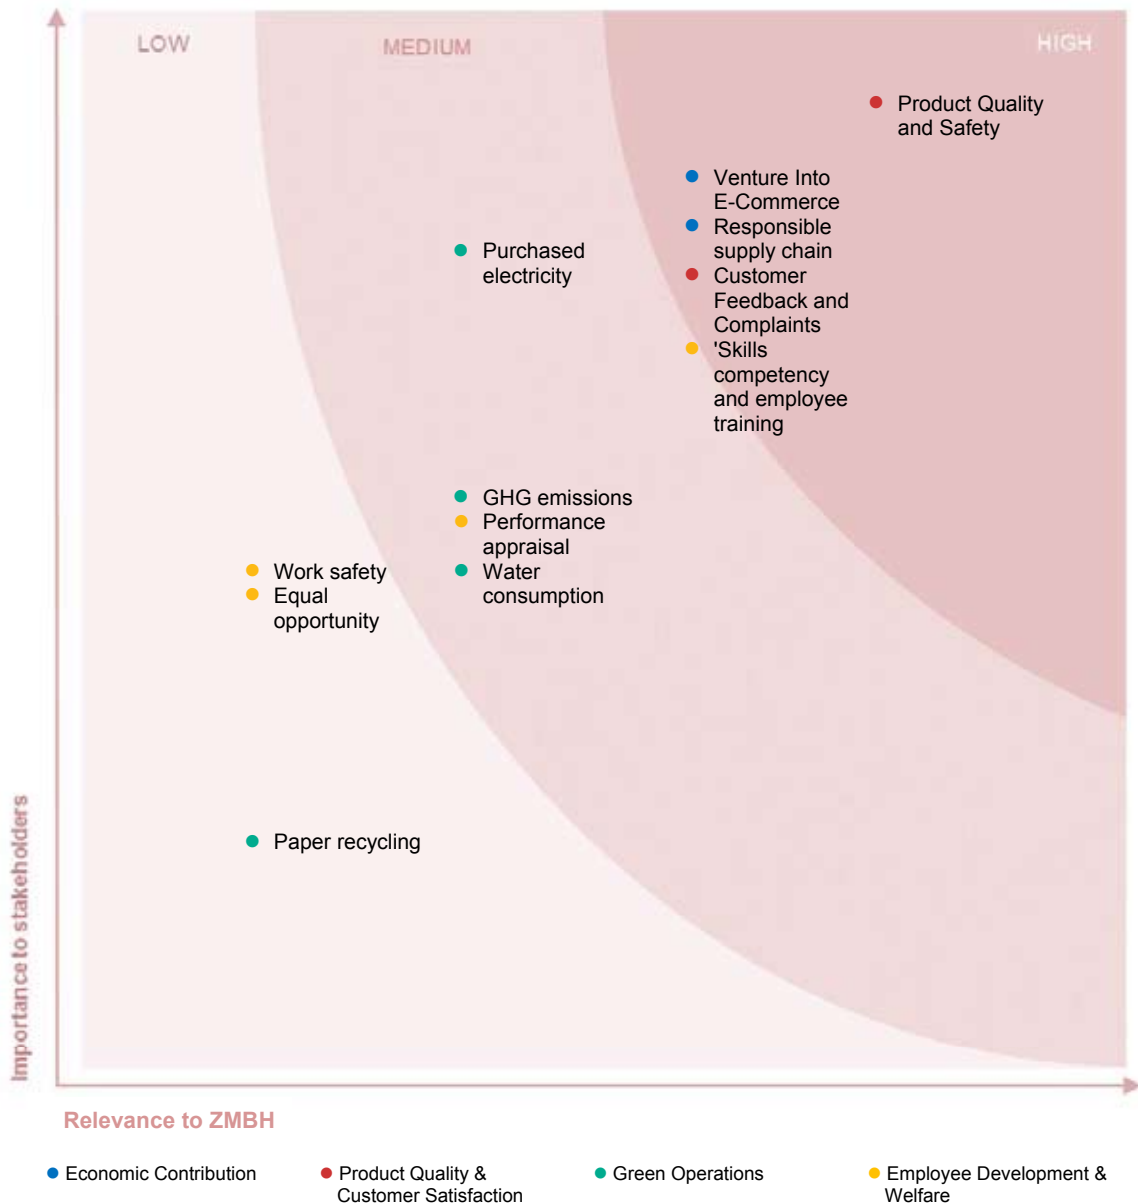 LOW
MEDIUM
HIGH
Product Quality
and Safety
Venture Into
E-Commerce
Responsible
supply chain
Customer
Feedback and
Complaints
'Skills
competency
and employee
training
Purchased
electricity
GHG emissions
Performance
appraisal
Water
consumption
Work safety
Equal
opportunity
Paper recycling
Importance to stakeholders
Relevance to ZMBH
Economic Contribution
Product Quality &
Customer Satisfaction
Green Operations
Employee Development &
Welfare